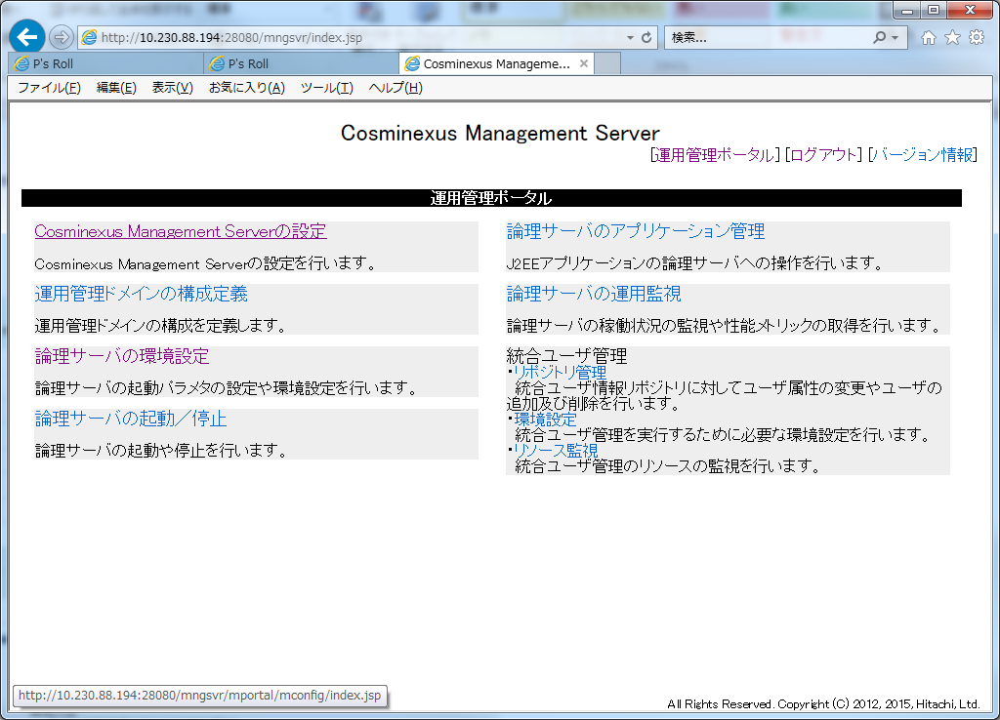 http://10.230.88.194:28080/mngsvr/index.jsp
検索...
P's Roll
P's Roll
Cosminexus Manageme...
ファイル(F) 編集(E) 表示(V) お気に入り(A) ツール(T) ヘルプ(H)
Cosminexus Management Server
[運用管理ポータル] [ログアウト] [バージョン情報]
運用管理ポータル
Cosminexus Management Serverの設定
Cosminexus Management Serverの設定を行います。
運用管理ドメインの構成定義
運用管理ドメインの構成を定義します。
論理サーバの環境設定
論理サーバの起動パラメタの設定や環境設定を行います。
論理サーバの起動／停止
論理サーバの起動や停止を行います。
論理サーバのアプリケーション管理
J2EEアプリケーションの論理サーバへの操作を行います。
論理サーバの運用監視
論理サーバの稼働状況の監視や性能メトリックの取得を行います。
統合ユーザ管理
・リポジトリ管理
統合ユーザ情報リポジトリに対してユーザ属性の変更やユーザの
追加及び削除を行います。
・環境設定
統合ユーザ管理を実行するために必要な環境設定を行います。
・リソース監視
統合ユーザ管理のリソースの監視を行います。
http://10.230.88.194:28080/mngsvr/mportal/mconfig/index.jsp
All Rights Reserved. Copyright (C) 2012, 2015, Hitachi, Ltd.